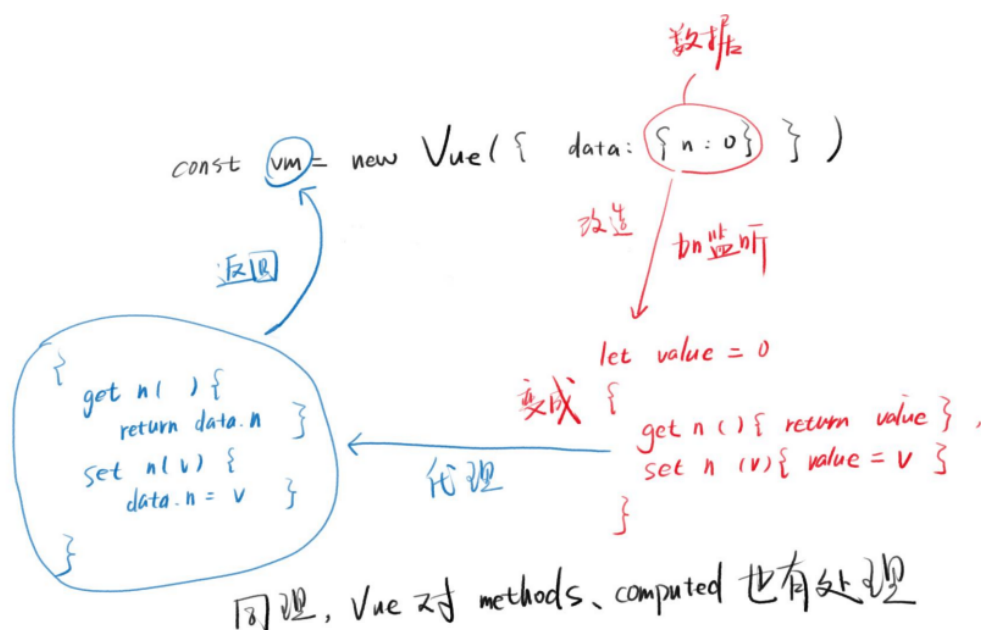 数据
const vm = new Vue({ data: {n:0} })
改造
加监听
返回
let value = 0
变成
{
get n(){ return value },
set n(v){ value = v }
}
代理
{
get n( ){
return data.n }
set n(v) {
data.n = v }
}
同理, Vue 对 methods、computed 也有处理